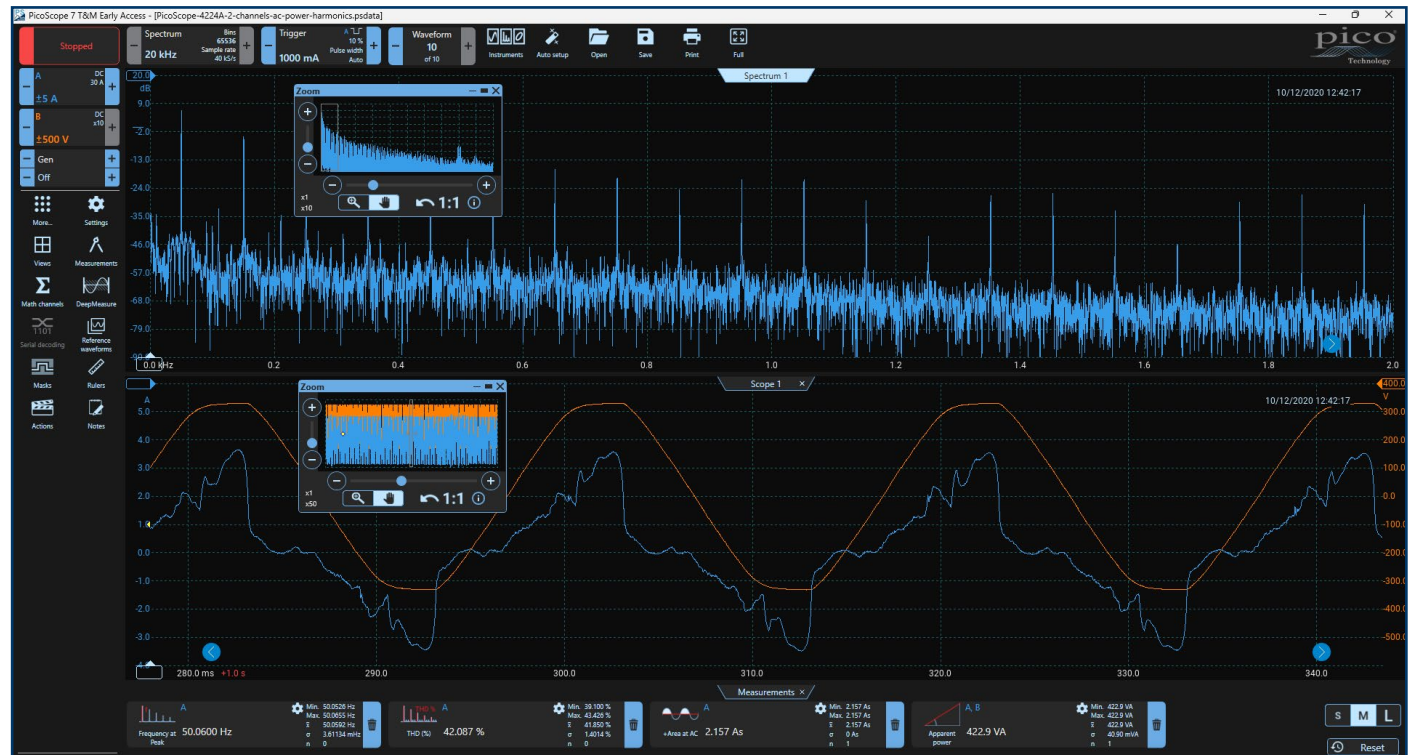 PicoScope 7 T&M Early Access - [PicoScope-4224A-2-channels-ac-power-harmonics.psdata]
Stopped
Spectrum
20 kHz
Bins
65536
Sample rate
40 kS/s
Trigger
1000 mA
A
10 %
Pulse width
Auto
Waveform
10
of 10
Instruments
Auto setup
Open
Save
Print
Full
pico
Technology
A
DC
30 A
±5 A
B
DC
x10
±500 V
Gen
Off
More...
Settings
Views
Measurements
Math channels
DeepMeasure
1101
Serial decoding
Reference
waveforms
Masks
Rulers
Actions
Notes
Spectrum 1
10/12/2020 12:42:17
20.0
dB
9.0
-2.0
-13.0
-24.0
-35.0
-46.0
-57.0
-68.0
-79.0
0.0 kHz
0.2
0.4
0.6
0.8
1.0
1.2
1.4
1.6
1.8
2.0
Zoom
x1
x10
1:1
Scope 1
10/12/2020 12:42:17
A
5.0
4.0
3.0
2.0
1.0
0.0
-1.0
-2.0
-3.0
400.0
V
300.0
200.0
100.0
0.0
-100.0
-200.0
-300.0
-400.0
-500.0
280.0 ms
+1.0 s
290.0
300.0
310.0
320.0
330.0
340.0
Zoom
x1
x50
1:1
Measurements
A
Frequency at
Peak
50.0600 Hz
Min. 50.0526 Hz
Max. 50.0655 Hz
x̄ 50.0592 Hz
σ 3.61134 mHz
n 0
THD %
A
THD (%)
42.087 %
Min. 39.100 %
Max. 43.426 %
x̄ 41.850 %
σ 1.4014 %
n 0
A
+Area at AC
2.157 As
Min. 2.157 As
Max. 2.157 As
x̄ 2.157 As
σ 0 As
n 1
A, B
Apparent
power
422.9 VA
Min. 422.9 VA
Max. 422.9 VA
x̄ 422.9 VA
σ 40.90 mVA
n 1
S
M
L
Reset